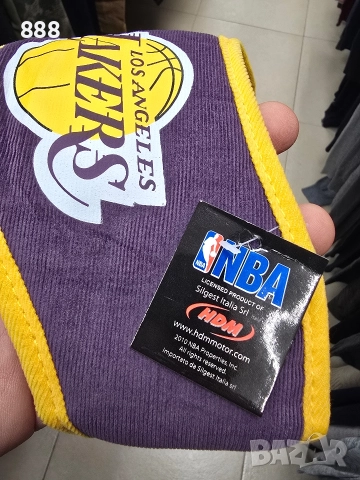 888
LOS ANGELES
LAKERS
NBA
NBA
LICENSED PRODUCT OF
Silgest Italia Srl
HDM
www.hdmmotor.com
2010 NBA Properties, Inc.
All rights reserved.
Importato da Silgest Italia srl
BAZAR